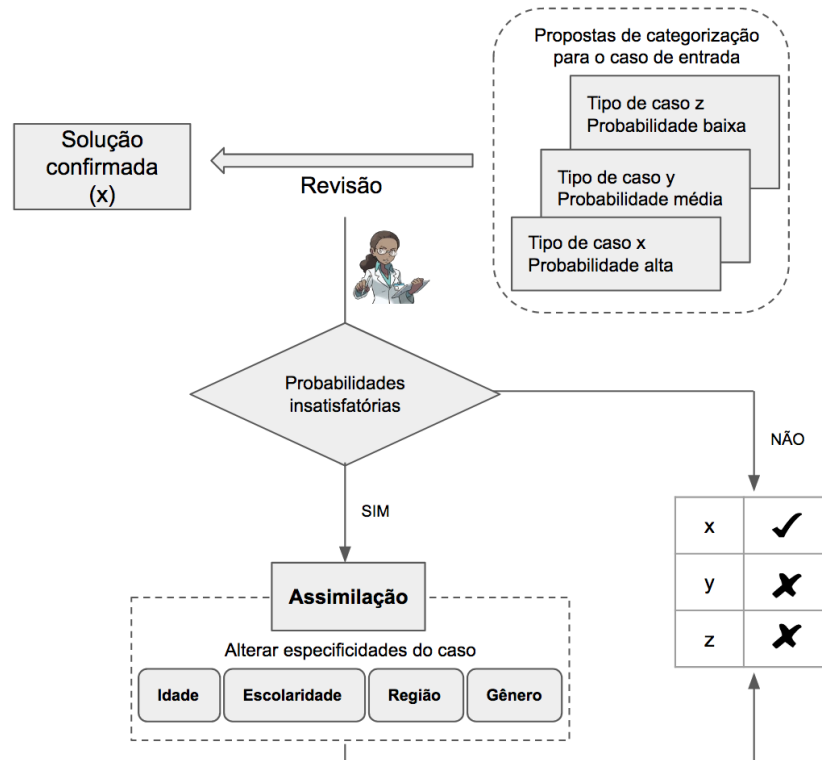 Propostas de categorização
para o caso de entrada
Tipo de caso z
Probabilidade baixa
Tipo de caso y
Probabilidade média
Tipo de caso x
Probabilidade alta
Solução
confirmada
(x)
Revisão
Probabilidades
insatisfatórias
NÃO
SIM
x
y
z
Assimilação
Alterar especificidades do caso
Idade
Escolaridade
Região
Gênero